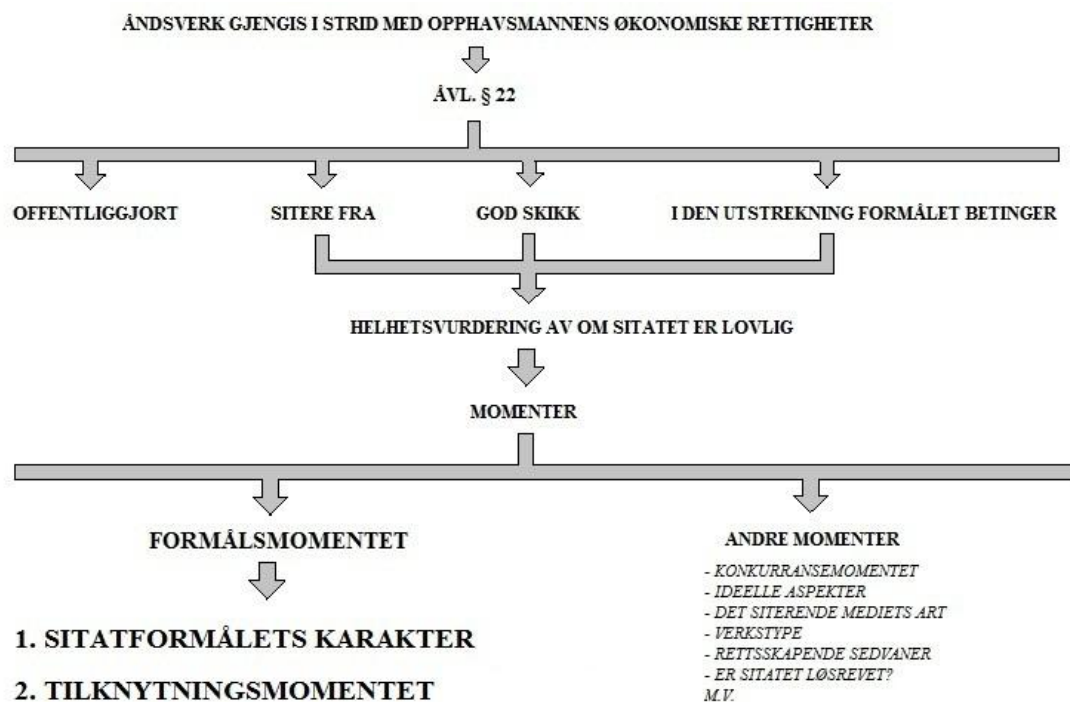 ÅNDSVERK GJENGIS I STRID MED OPPHAVSMANNENS ØKONOMISKE RETTIGHETER
ÅVL. § 22
OFFENTLIGGJORT SITERE FRA GOD SKIKK I DEN UTSTREKNING FORMÅLET BETINGER
HELHETSVURDERING AV OM SITATET ER LOVLIG
MOMENTER
FORMÅLSMOMENTET
1. SITATFORMÅLETS KARAKTER
2. TILKNYTNINGSMOMENTET
ANDRE MOMENTER
- KONKURRANSEMOMENTET
- IDEELLE ASPEKTER
- DET SITERENDE MEDIETS ART
- VERKSTYPE
- RETTSSKAPENDE SEDVANER
- ER SITATET LØSREVET?
M.V.